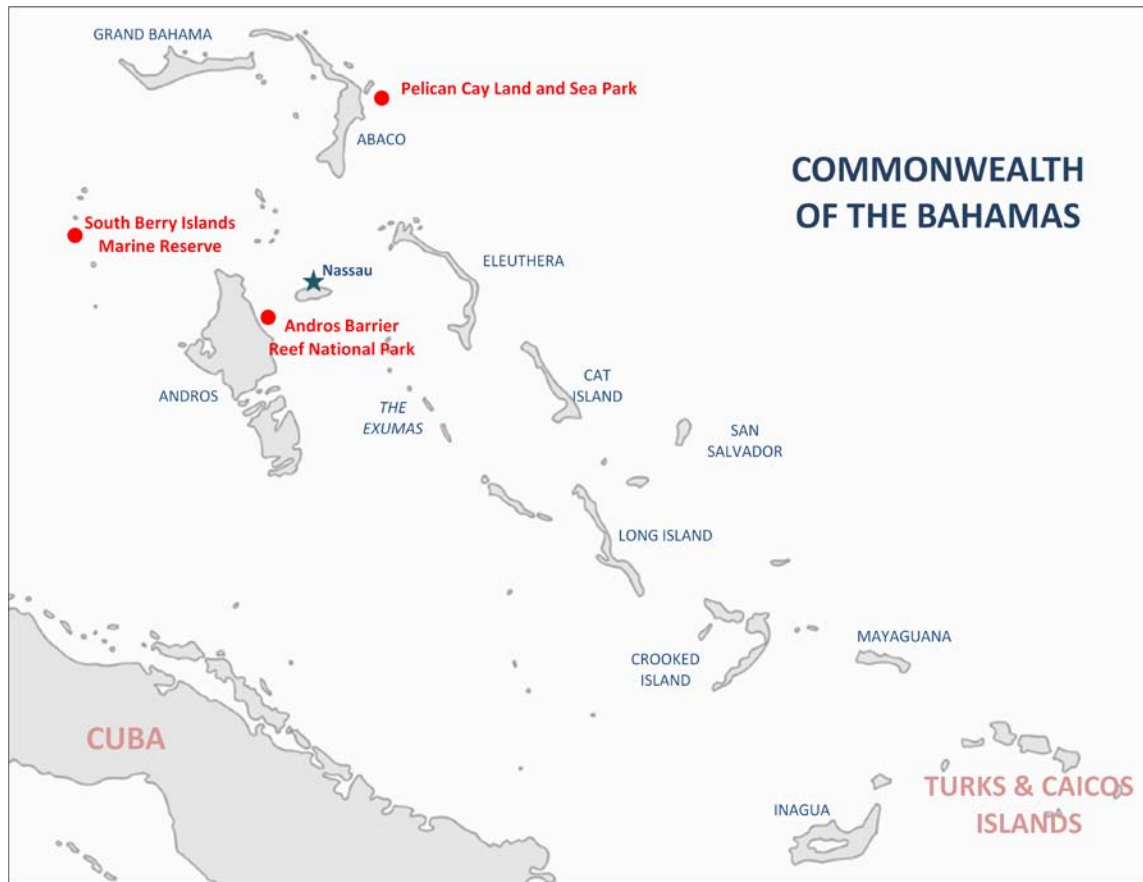 GRAND BAHAMA
Pelican Cay Land and Sea Park
ABACO
COMMONWEALTH
OF THE BAHAMAS
South Berry Islands
Marine Reserve
ELEUTHERA
Nassau
Andros Barrier
Reef National Park
ANDROS
THE
EXUMAS
CAT
ISLAND
SAN
SALVADOR
LONG ISLAND
CROOKED
ISLAND
MAYAGUANA
CUBA
TURKS & CAICOS
ISLANDS
INAGUA